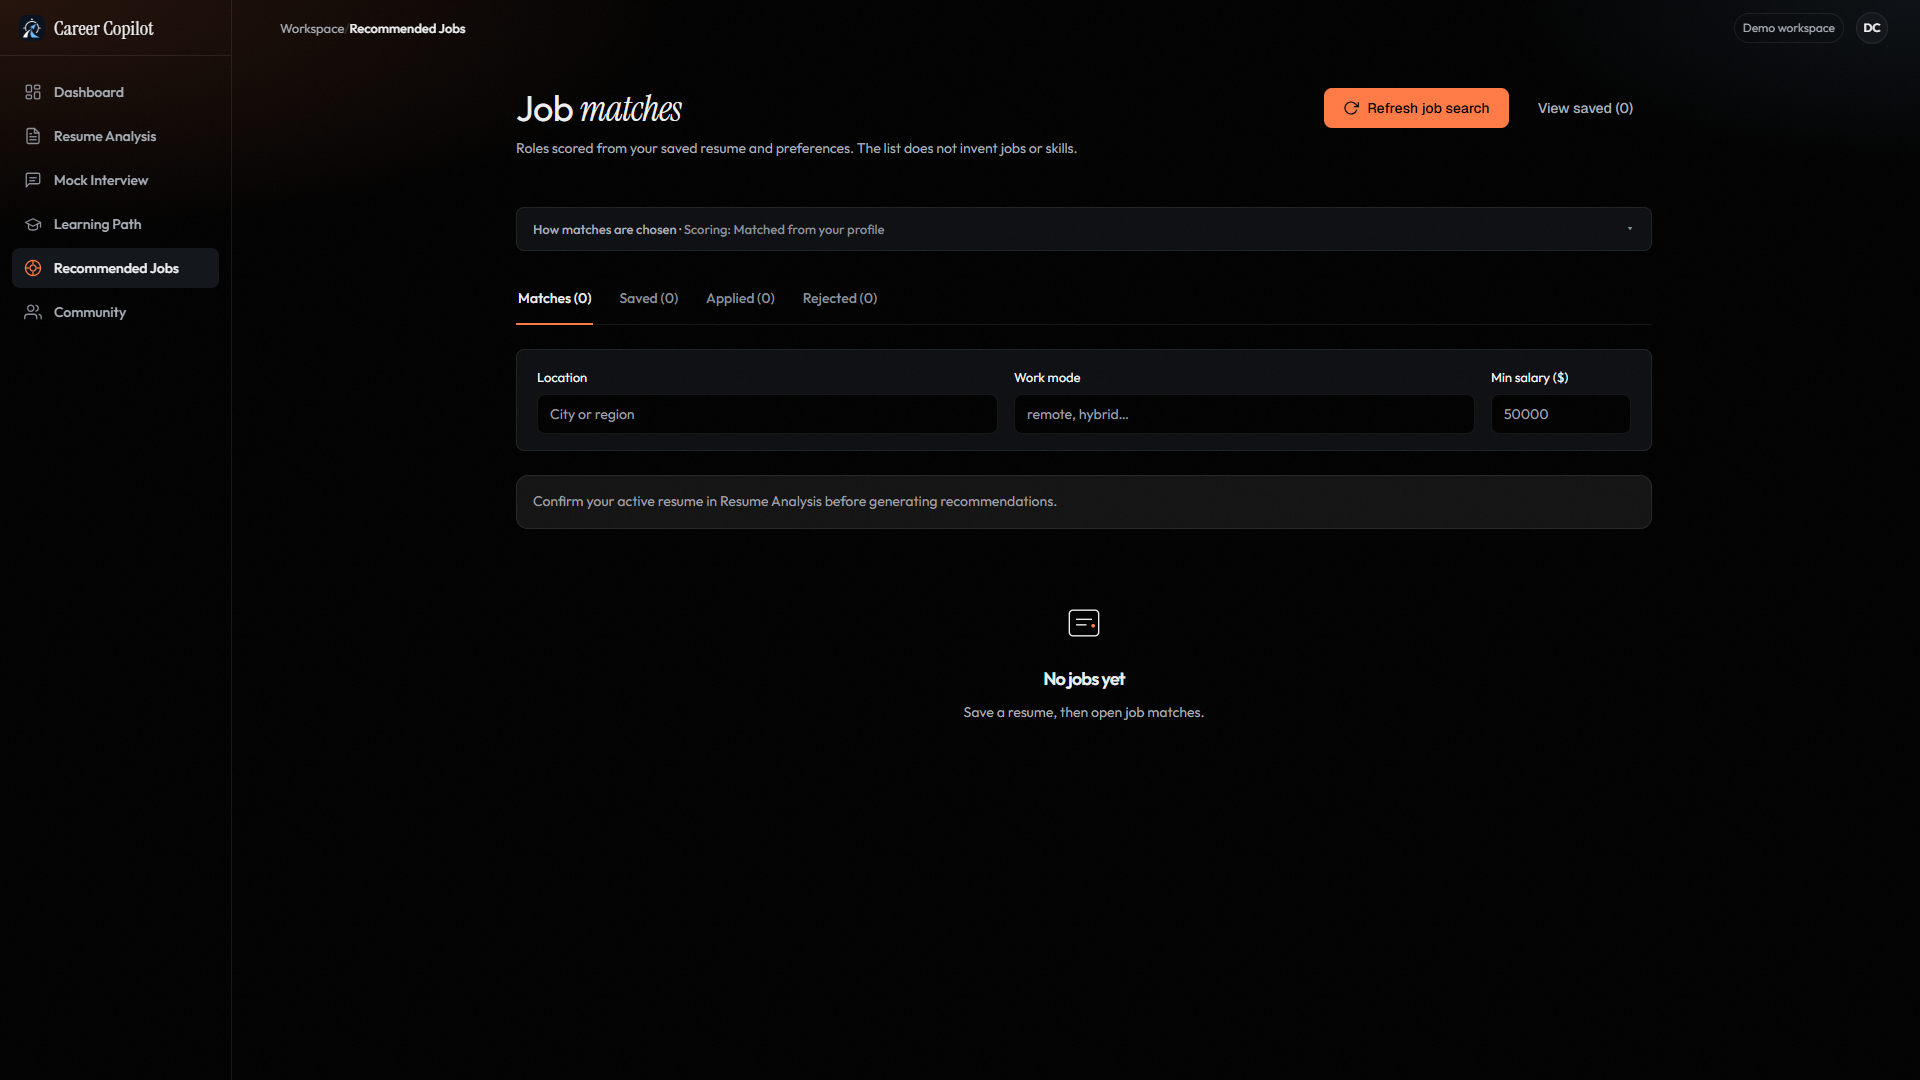 Career Copilot
Workspace/Recommended Jobs
Demo workspace
DC
Dashboard
Resume Analysis
Mock Interview
Learning Path
Recommended Jobs
Community
Job matches
Refresh job search
View saved (0)
Roles scored from your saved resume and preferences. The list does not invent jobs or skills.
How matches are chosen · Scoring: Matched from your profile
Matches (0)
Saved (0)
Applied (0)
Rejected (0)
Location
Work mode
Min salary ($)
City or region
remote, hybrid…
50000
Confirm your active resume in Resume Analysis before generating recommendations.
No jobs yet
Save a resume, then open job matches.